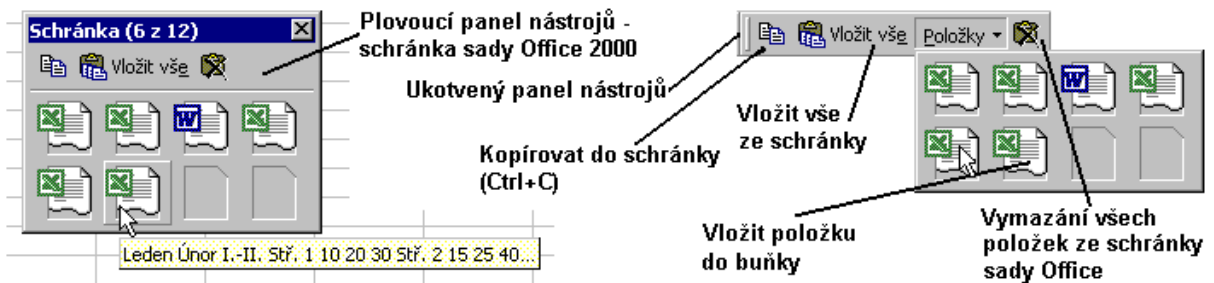 Schránka (6 z 12)
Vložit vše
Plovoucí panel nástrojů -
schránka sady Office 2000
Ukotvený panel nástrojů
Kopírovat do schránky
(Ctrl+C)
Leden Únor I.-II. Stř. 1 10 20 30 Stř. 2 15 25 40...
Vložit vše Položky
Vložit vše
ze schránky
Vložit položku
do buňky
Vymazání všech
položek ze schránky
sady Office